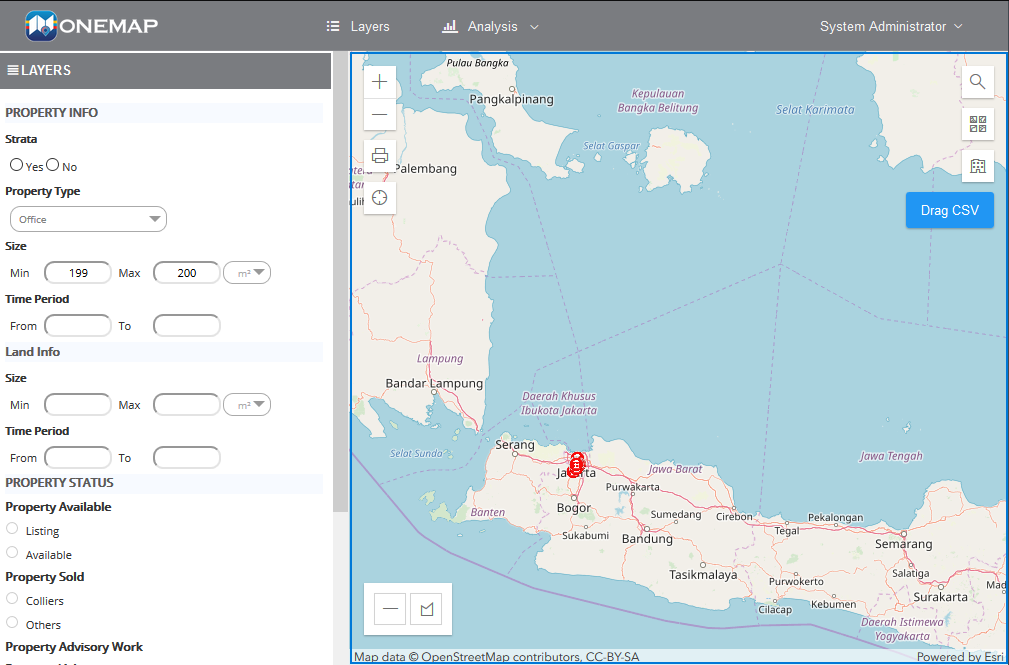 ONEMAP
Layers
Analysis
System Administrator
LAYERS
PROPERTY INFO
Strata
Yes No
Property Type
Office
Size
Min 199 Max 200 m²
Time Period
From To
Land Info
Size
Min Max m²
Time Period
From To
PROPERTY STATUS
Property Available
Listing
Available
Property Sold
Colliers
Others
Property Advisory Work
Drag CSV
Pulau Bangka
Pangkalpinang
Kepulauan
Bangka Belitung
Selat Karimata
Selat Gaspar
Palembang
Lampung
Bandar Lampung
Daerah Khusus
Ibukota Jakarta
Serang
Selat Sunda
Jakarta
Jawa Barat
Jawa Tengah
Purwakarta
Banten
Bogor
Sumedang
Cirebon
Pekalongan
Tegal
Sukabumi
Bandung
Semarang
Tasikmalaya
Salatiga
Purwokerto
Surakarta
Mad
Cilacap
Kebumen
Daerah Istimewa
Yogyakarta
Map data © OpenStreetMap contributors, CC-BY-SA
Powered by Esri